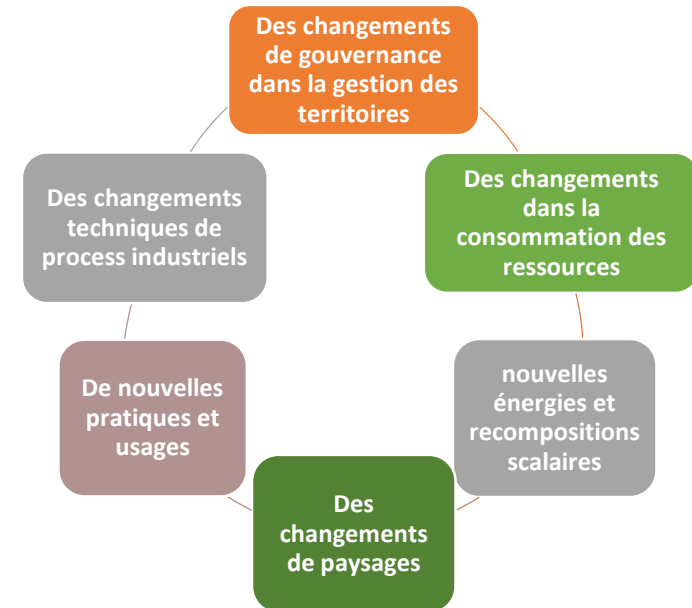 Des changements
de gouvernance
dans la gestion des
territoires
Des changements
dans la
consommation des
ressources
nouvelles
énergies et
recompositions
scalaires
Des
changements
de paysages
De nouvelles
pratiques et
usages
Des changements
techniques de
process industriels